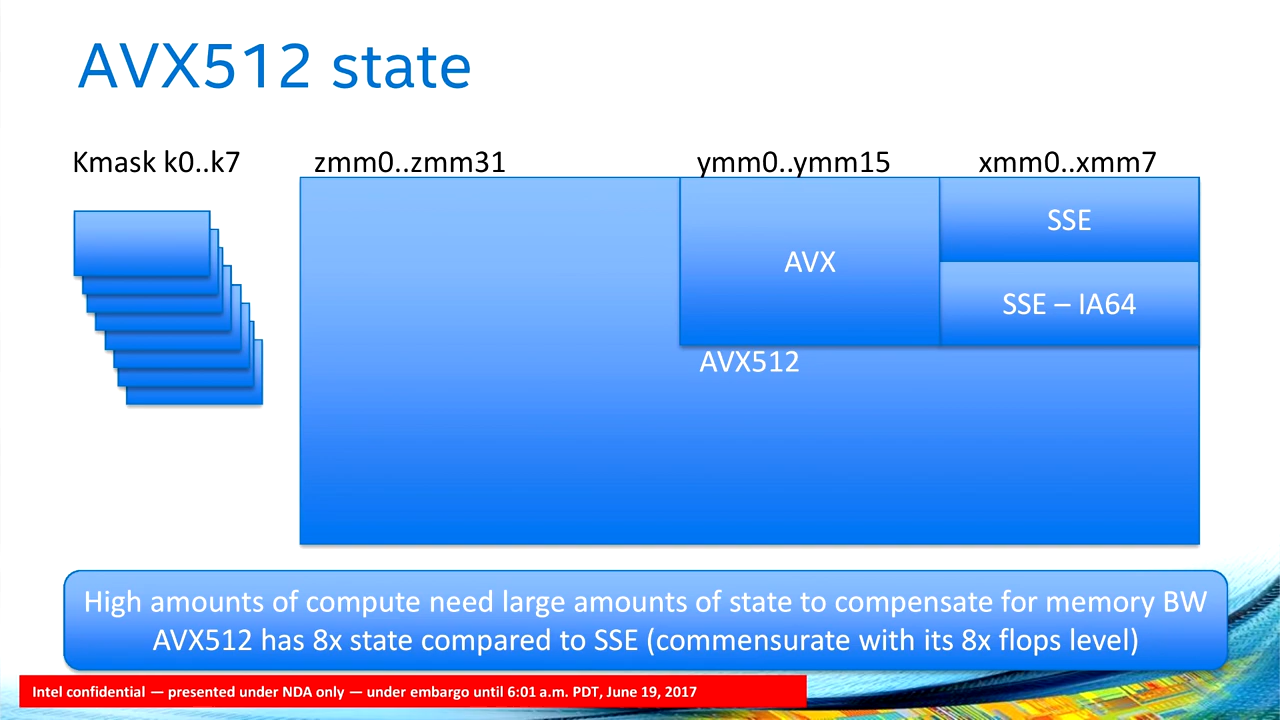 AVX512 state
Kmask k0..k7
zmm0..zmm31
ymm0..ymm15
xmm0..xmm7
SSE
AVX
SSE – IA64
AVX512
High amounts of compute need large amounts of state to compensate for memory BW
AVX512 has 8x state compared to SSE (commensurate with its 8x flops level)
Intel confidential — presented under NDA only — under embargo until 6:01 a.m. PDT, June 19, 2017